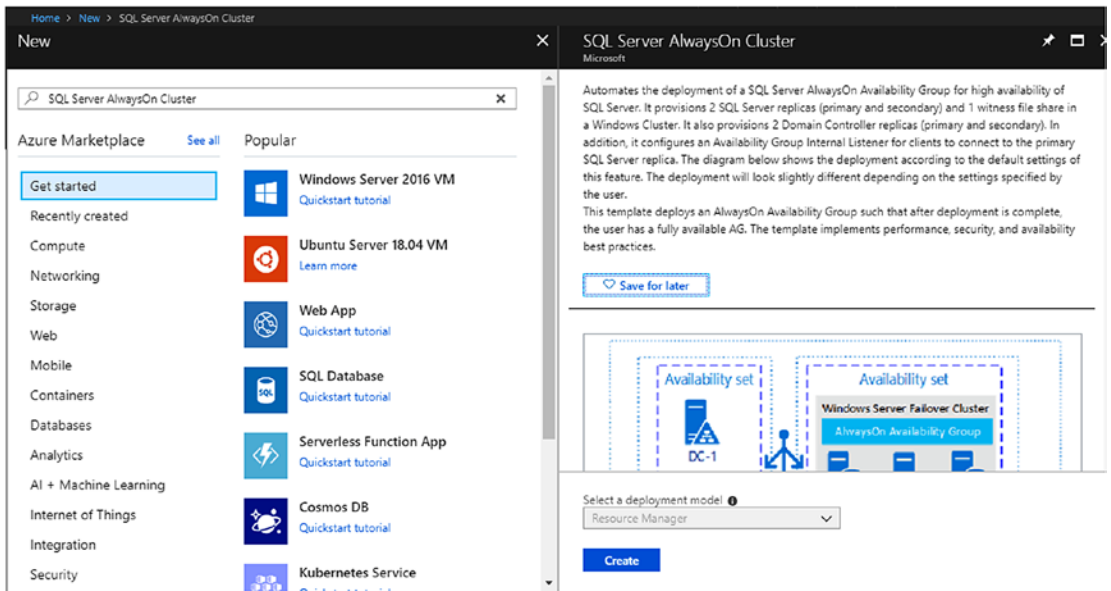 Home > New > SQL Server AlwaysOn Cluster
New
SQL Server AlwaysOn Cluster
Azure Marketplace
See all
Popular
Get started
Recently created
Compute
Networking
Storage
Web
Mobile
Containers
Databases
Analytics
AI + Machine Learning
Internet of Things
Integration
Security
Windows Server 2016 VM
Quickstart tutorial
Ubuntu Server 18.04 VM
Learn more
Web App
Quickstart tutorial
SQL Database
Quickstart tutorial
SQL
Serverless Function App
Quickstart tutorial
Cosmos DB
Quickstart tutorial
Kubernetes Service
SQL Server AlwaysOn Cluster
Microsoft
Automates the deployment of a SQL Server AlwaysOn Availability Group for high availability of
SQL Server. It provisions 2 SQL Server replicas (primary and secondary) and 1 witness file share in
a Windows Cluster. It also provisions 2 Domain Controller replicas (primary and secondary). In
addition, it configures an Availability Group Internal Listener for clients to connect to the primary
SQL Server replica. The diagram below shows the deployment according to the default settings of
this feature. The deployment will look slightly different depending on the settings specified by
the user.
This template deploys an AlwaysOn Availability Group such that after deployment is complete,
the user has a fully available AG. The template implements performance, security, and availability
best practices.
Save for later
Availability set
DC-1
Availability set
Windows Server Failover Cluster
AlwaysOn Availability Group
Select a deployment model
Resource Manager
Create